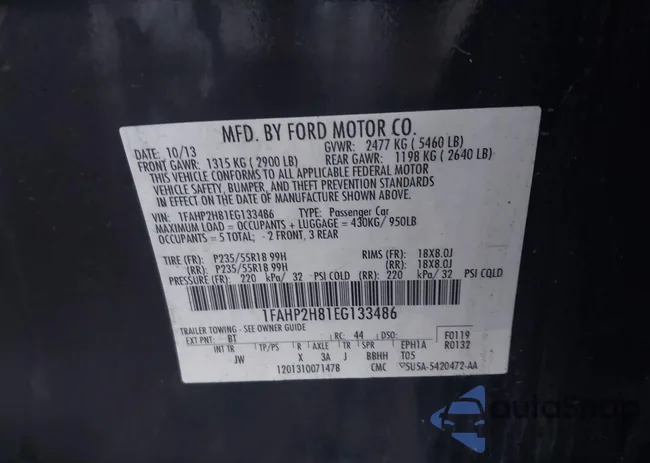 MFD. BY FORD MOTOR CO.
DATE: 10/13 GVWR: 2477 KG ( 5460 LB)
FRONT GAWR: 1315 KG ( 2900 LB) REAR GAWR: 1198 KG ( 2640 LB)
THIS VEHICLE CONFORMS TO ALL APPLICABLE FEDERAL MOTOR
VEHICLE SAFETY, BUMPER, AND THEFT PREVENTION STANDARDS
IN EFFECT ON THE DATE OF MANUFACTURE SHOWN ABOVE.
VIN: 1FAHP2H81EG133486 TYPE: Passenger Car
MAXIMUM LOAD = OCCUPANTS + LUGGAGE = 430KG/ 950LB
OCCUPANTS = 5 TOTAL; - 2 FRONT, 3 REAR
TIRE (FR): P235/55R18 99H RIMS (FR): 18X8.0J
(RR): P235/55R18 99H (RR): 18X8.0J
PRESSURE (FR): 220 kPa/ 32 PSI COLD (RR): 220 kPa/ 32 PSI COLD
1FAHP2H81EG133486
TRAILER TOWING - SEE OWNER GUIDE
EXT PNT: BT RC: 44 DSO: F0119
INT TR TP/PS R AXLE TR SPR EPH1A R0132
JW X 3A J BBHH T05
1201310071478 CMC 5U5A-5420472-AA
autoSnap